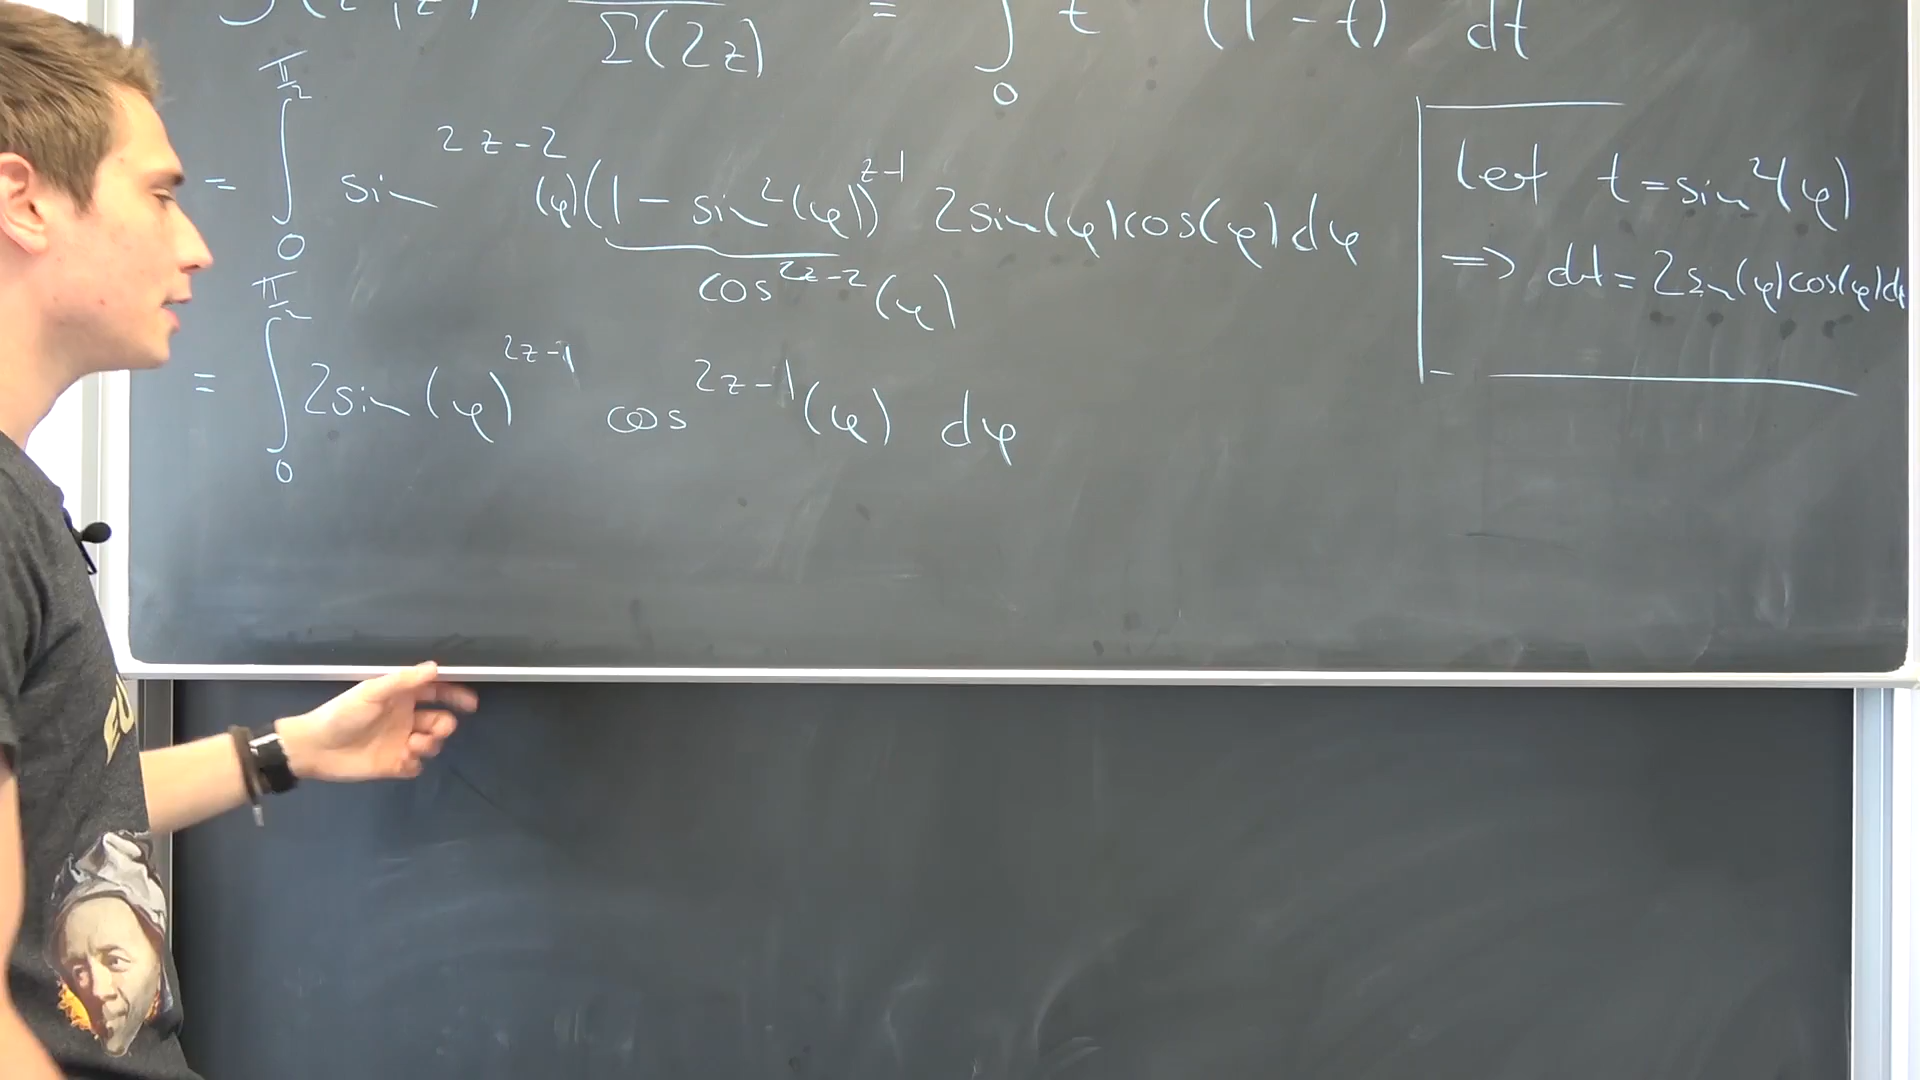 Γ(2z) = ∫₀ t (1 - t) dt
= ∫₀^{π/2} sin^{2z-2}(φ)(1 - sin²(φ))^{z-1} 2sin(φ)cos(φ)dφ
cos^{2z-2}(φ)
= ∫₀^{π/2} 2sin(φ)^{2z-1} cos^{2z-1}(φ) dφ
let t = sin²(φ)
=> dt = 2sin(φ)cos(φ)dφ
EU